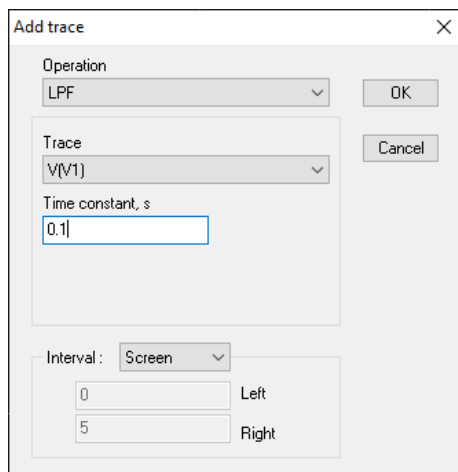 Add trace
Operation
LPF
OK
Trace
Cancel
V(V1)
Time constant, s
0.1
Interval : Screen
0 Left
5 Right